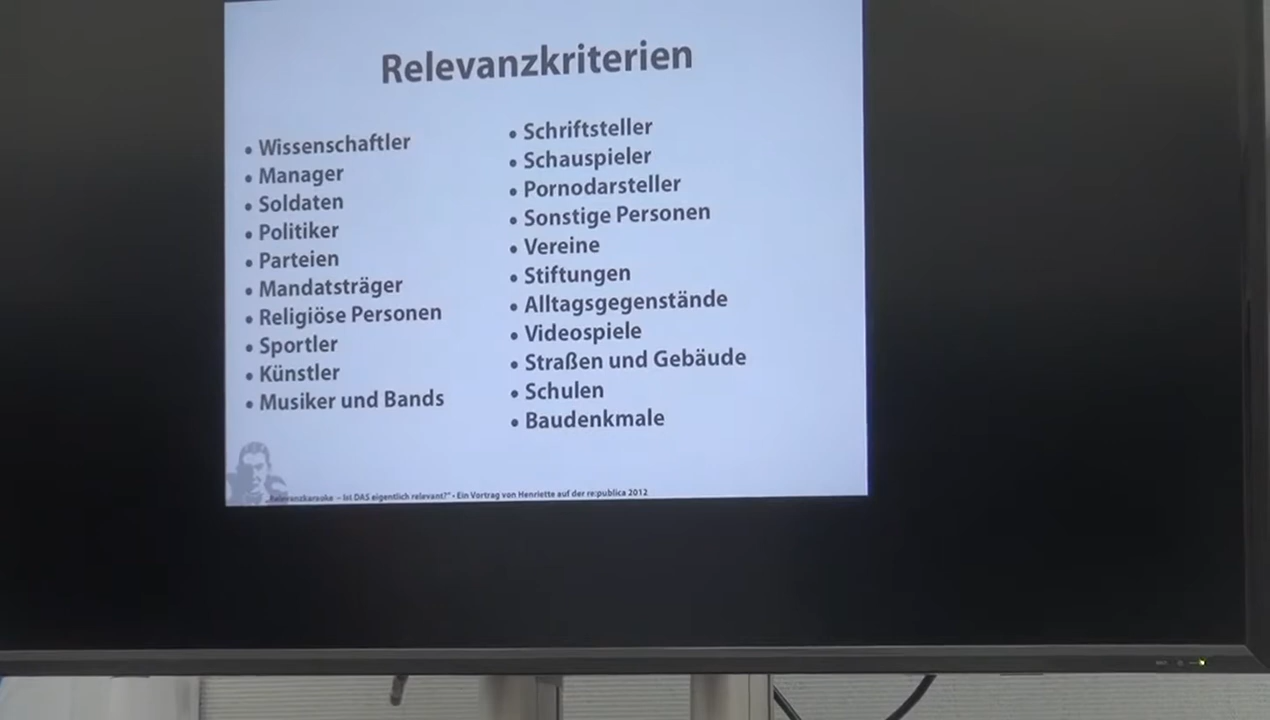 Relevanzkriterien
• Wissenschaftler
• Manager
• Soldaten
• Politiker
• Parteien
• Mandatsträger
• Religiöse Personen
• Sportler
• Künstler
• Musiker und Bands
• Schriftsteller
• Schauspieler
• Pornodarsteller
• Sonstige Personen
• Vereine
• Stiftungen
• Alltagsgegenstände
• Videospiele
• Straßen und Gebäude
• Schulen
• Baudenkmale
„Relevanzkaraoke – Ist DAS eigentlich relevant?“ - Ein Vortrag von Henriette auf der re:publica 2012